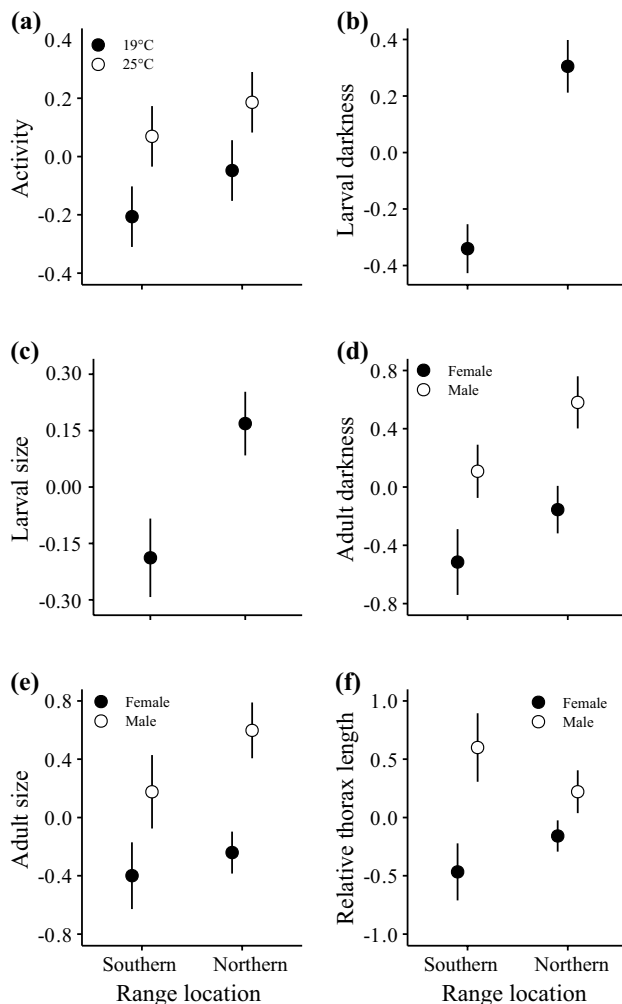 (a)
Activity
0.4
0.2
0.0
-0.2
-0.4
19°C
25°C
(b)
Larval darkness
0.4
0.2
0.0
-0.2
-0.4
(c)
Larval size
0.30
0.15
0.00
-0.15
-0.30
(d)
Adult darkness
0.8
0.4
0.0
-0.4
-0.8
Female
Male
(e)
Adult size
0.8
0.4
0.0
-0.4
-0.8
Female
Male
Southern
Northern
Range location
(f)
Relative thorax length
1.0
0.5
0.0
-0.5
-1.0
Female
Male
Southern
Northern
Range location